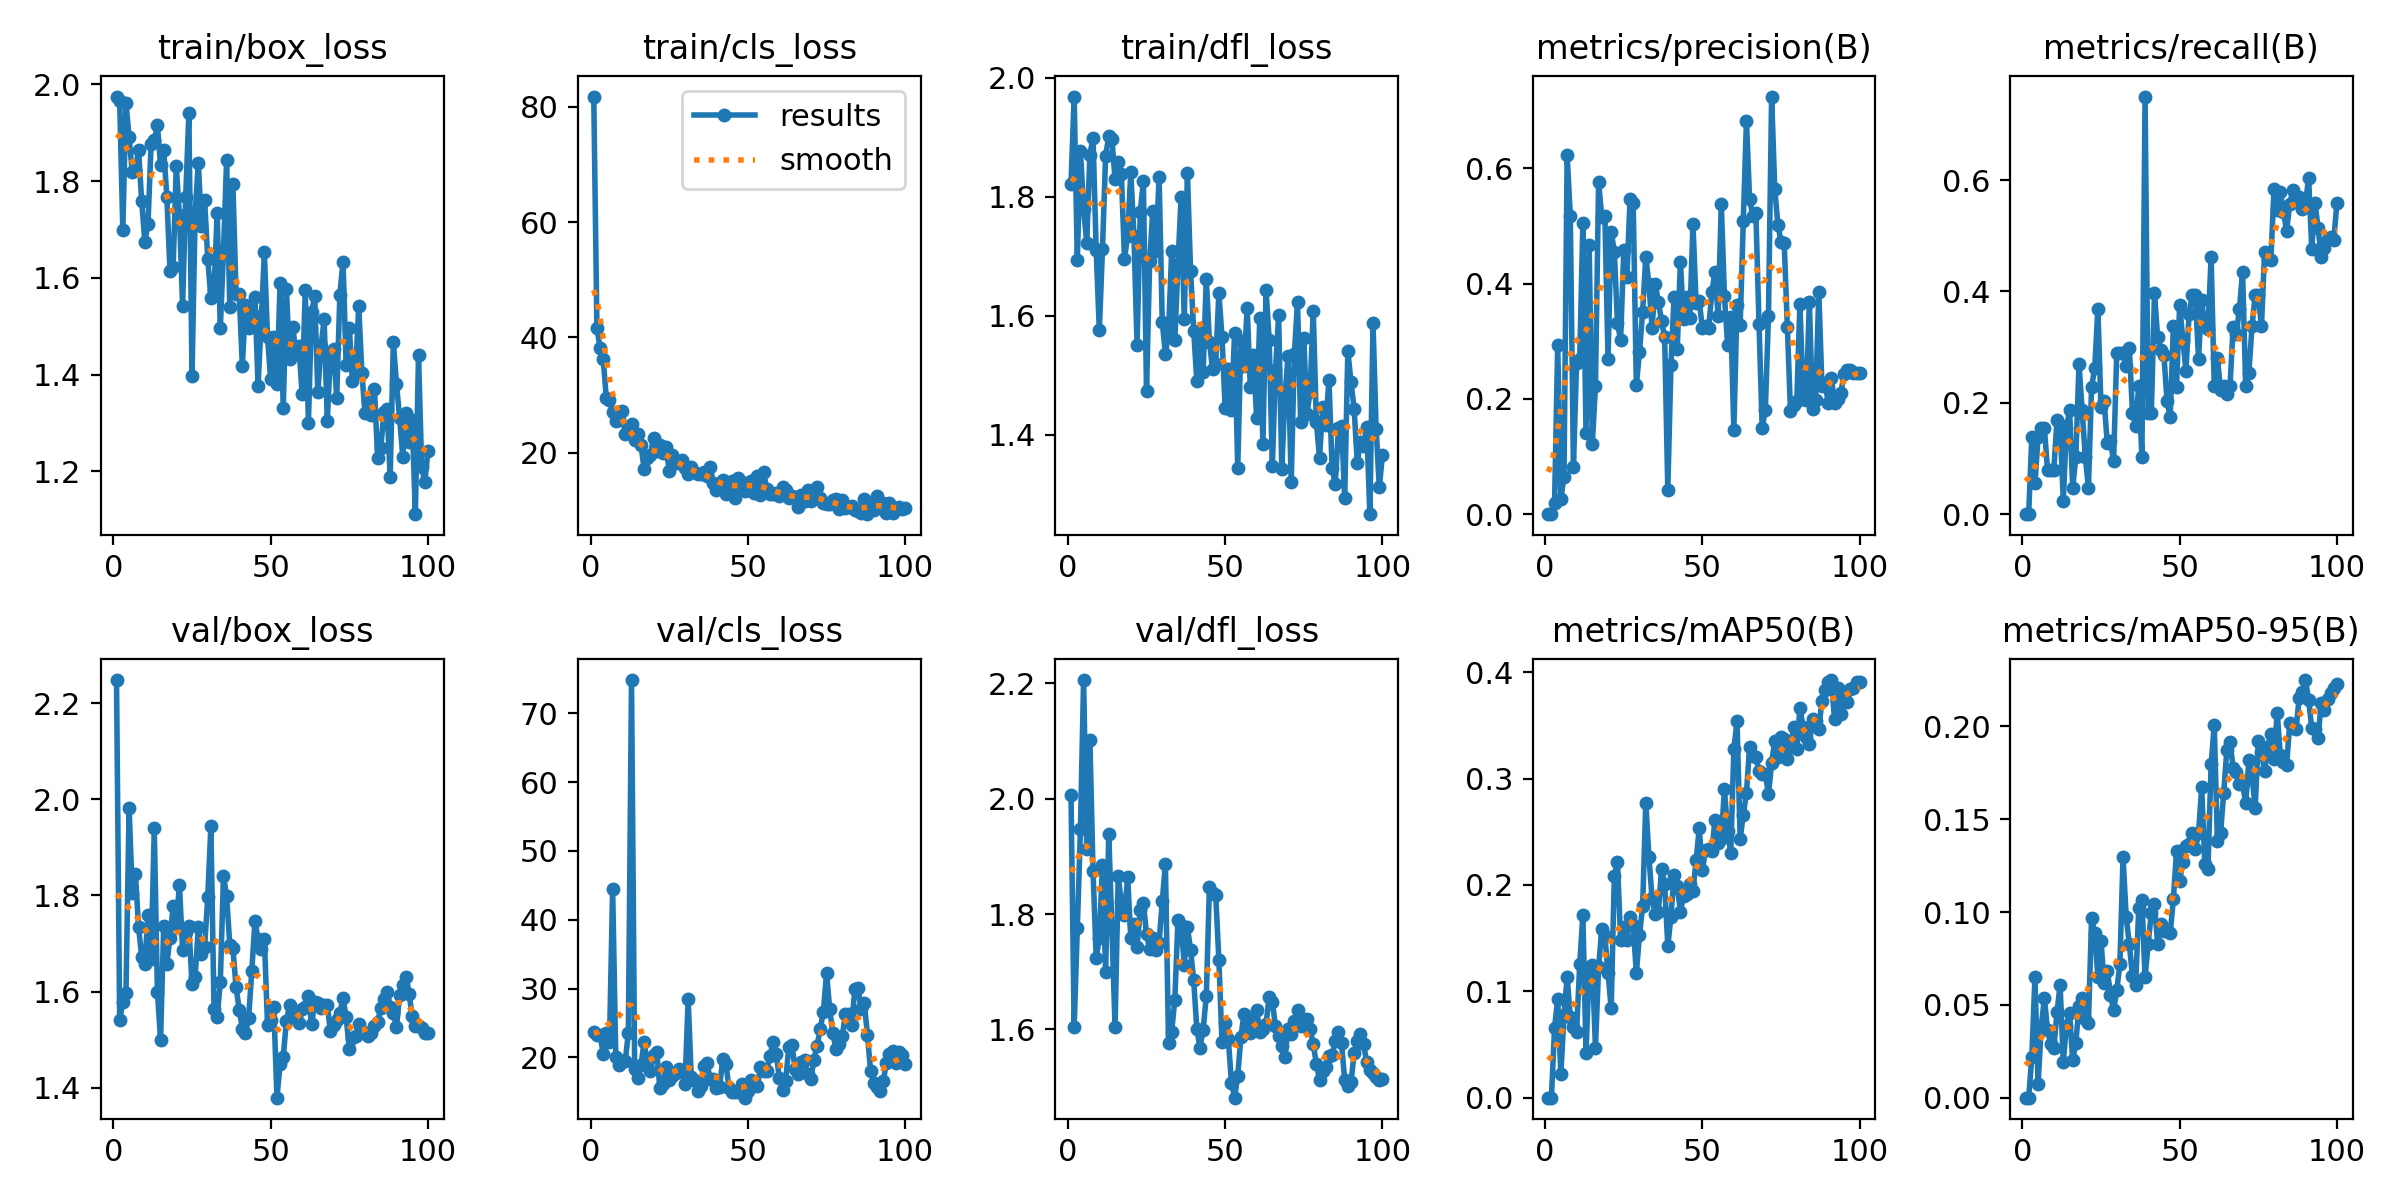 train/box_loss
2.0
1.8
1.6
1.4
1.2
0 50 100
train/cls_loss
results
smooth
80
60
40
20
0 50 100
train/dfl_loss
2.0
1.8
1.6
1.4
0 50 100
metrics/precision(B)
0.6
0.4
0.2
0.0
0 50 100
metrics/recall(B)
0.6
0.4
0.2
0.0
0 50 100
val/box_loss
2.2
2.0
1.8
1.6
1.4
0 50 100
val/cls_loss
70
60
50
40
30
20
0 50 100
val/dfl_loss
2.2
2.0
1.8
1.6
0 50 100
metrics/mAP50(B)
0.4
0.3
0.2
0.1
0.0
0 50 100
metrics/mAP50-95(B)
0.20
0.15
0.10
0.05
0.00
0 50 100